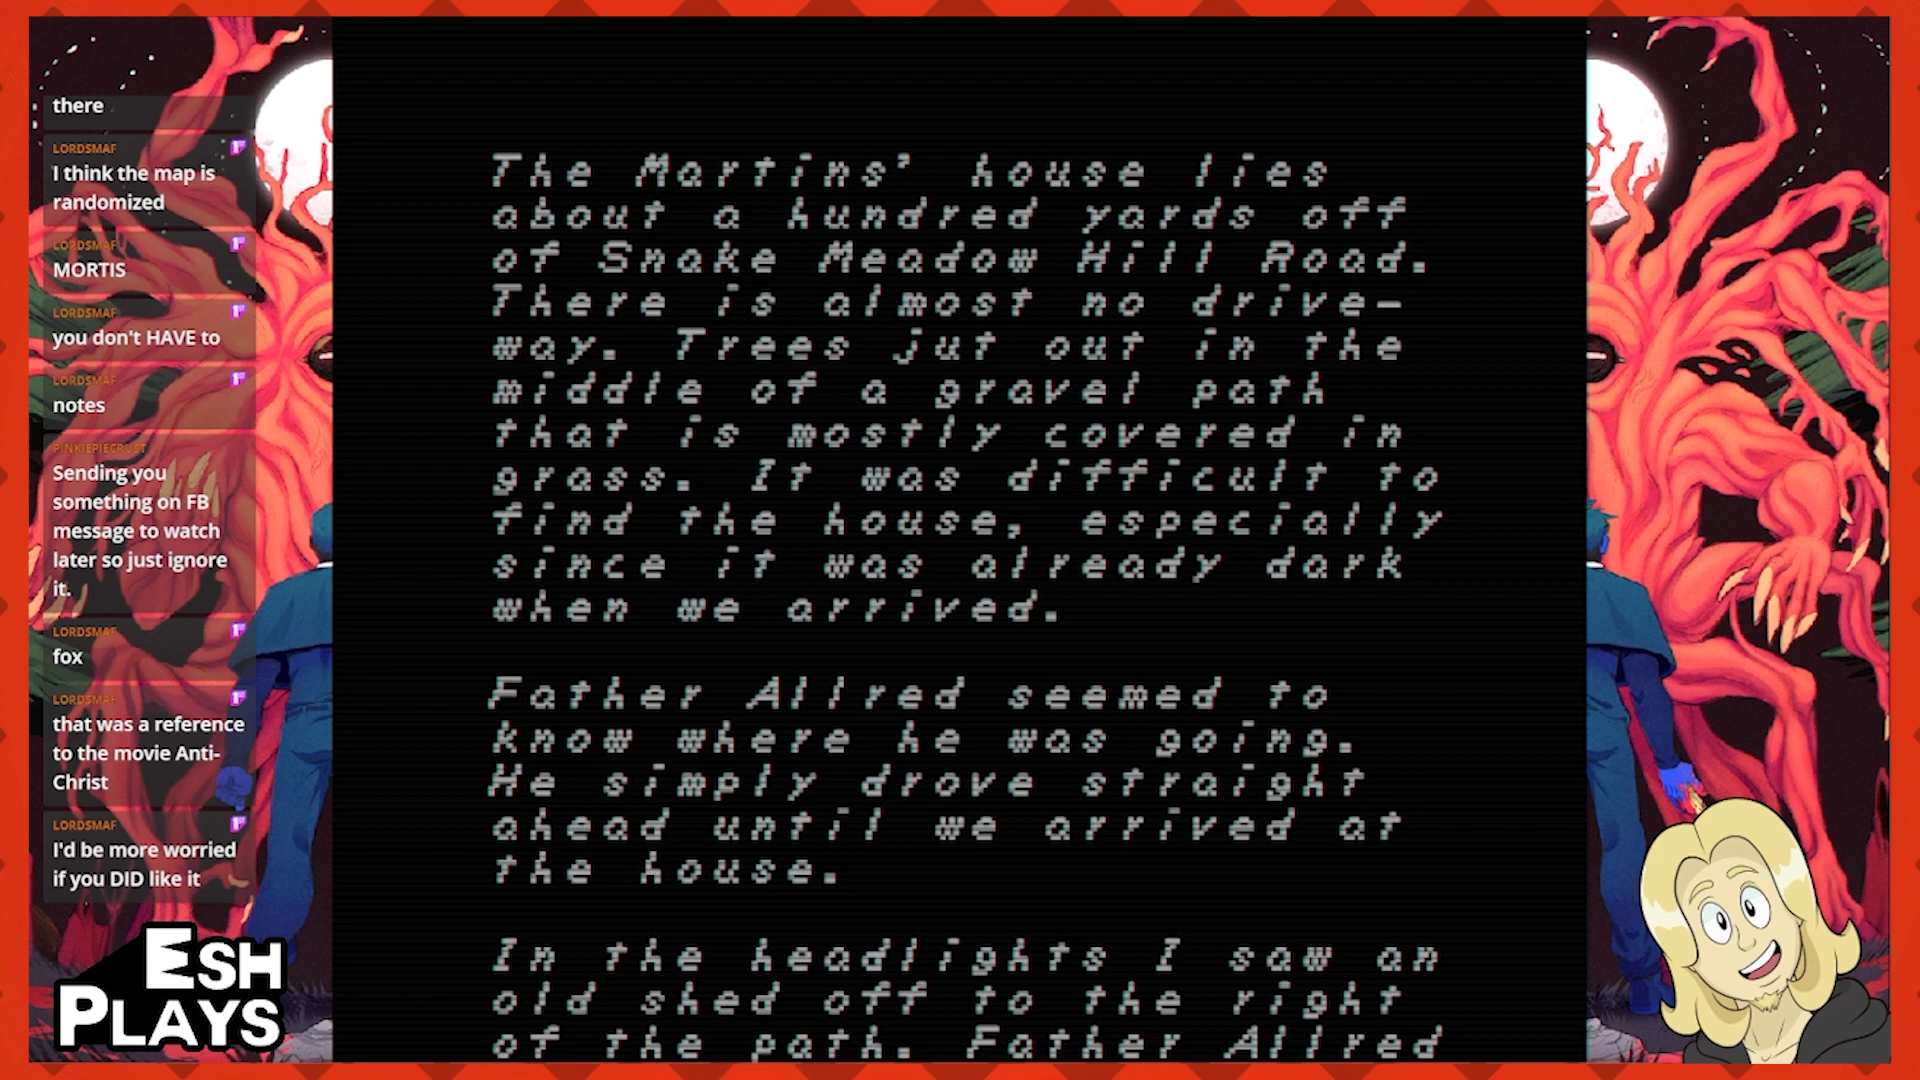 there
LORDSMAF
I think the map is
randomized
LORDSMAF
MORTIS
LORDSMAF
you don't HAVE to
LORDSMAF
notes
PINKIEPIECRUST
Sending you
something on FB
message to watch
later so just ignore
it.
LORDSMAF
fox
LORDSMAF
that was a reference
to the movie Anti-
Christ
LORDSMAF
I'd be more worried
if you DID like it
ESH
PLAYS
The Martins' house lies
about a hundred yards off
of Snake Meadow Hill Road.
There is almost no drive-
way. Trees jut out in the
middle of a gravel path
that is mostly covered in
grass. It was difficult to
find the house, especially
since it was already dark
when we arrived.
Father Allred seemed to
know where he was going.
He simply drove straight
ahead until we arrived at
the house.
In the headlights I saw an
old shed off to the right
of the path. Father Allred